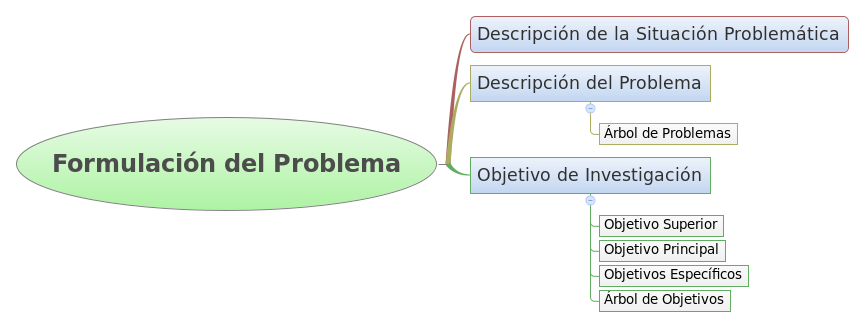 Formulación del Problema
Descripción de la Situación Problemática
Descripción del Problema
Árbol de Problemas
Objetivo de Investigación
Objetivo Superior
Objetivo Principal
Objetivos Específicos
Árbol de Objetivos